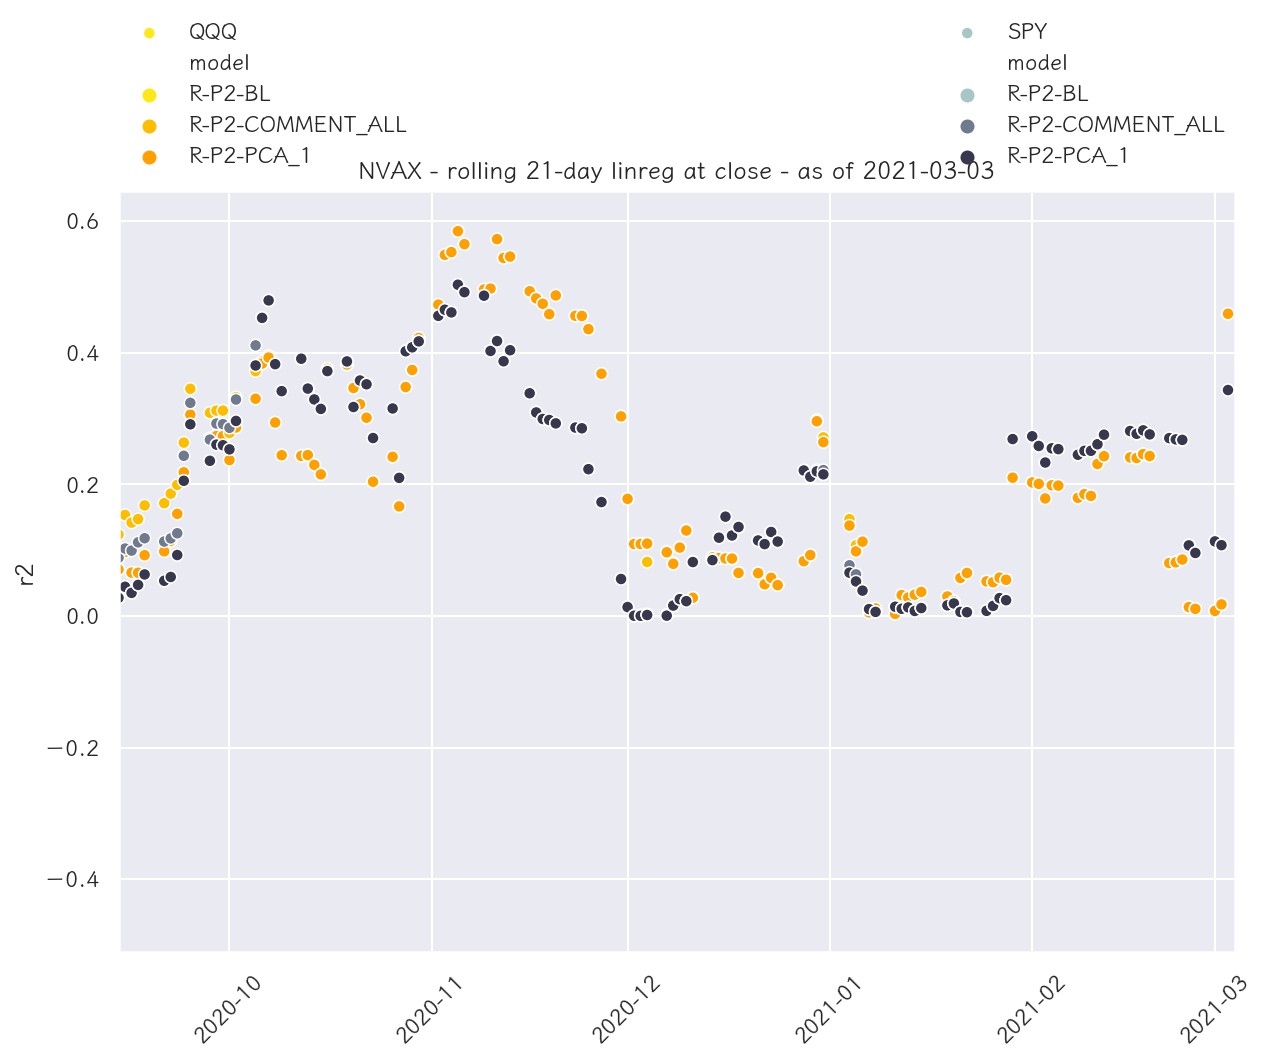 QQQ
model
R-P2-BL
R-P2-COMMENT_ALL
R-P2-PCA_1
SPY
model
R-P2-BL
R-P2-COMMENT_ALL
R-P2-PCA_1
NVAX - rolling 21-day linreg at close - as of 2021-03-03
0.6
0.4
0.2
0.0
−0.2
−0.4
r2
2020-10
2020-11
2020-12
2021-01
2021-02
2021-03